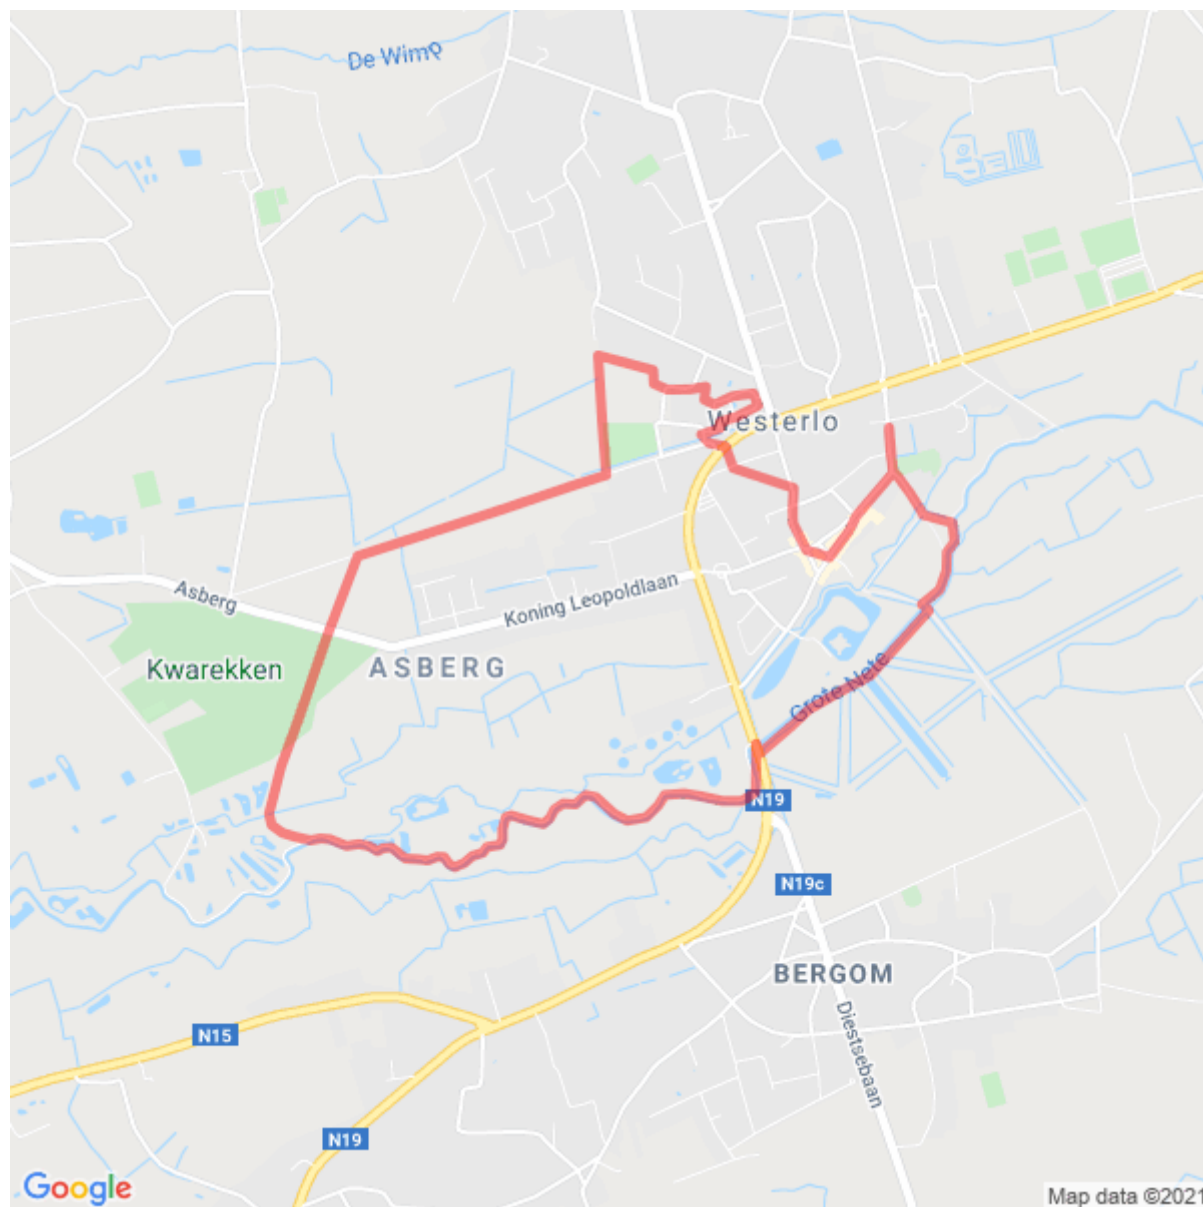 De Wimp
Westerlo
Asberg
Koning Leopoldlaan
Kwarekken
ASBERG
Grote Nete
N19
N19c
BERGOM
Diestsebaan
N15
N19
Google
Map data ©2021